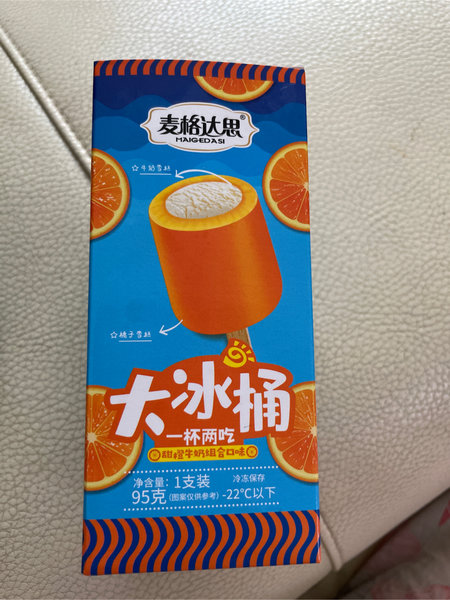 麦格达思®
MAIGEDASI
☆牛奶雪糕
☆橙子雪糕
大冰桶
一杯两吃
甜橙牛奶组合口味
净含量：1支装
95克(图案仅供参考)
冷冻保存
-22°C以下